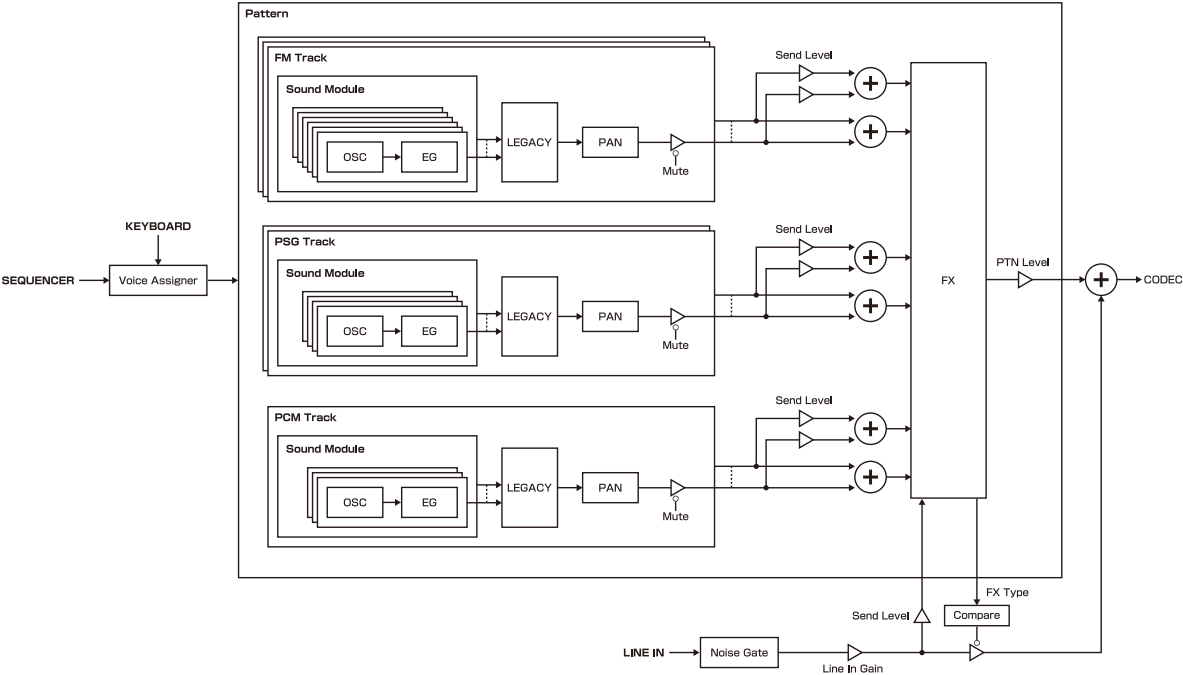 Pattern
FM Track
Sound Module
OSC
EG
LEGACY
PAN
Mute
Send Level
KEYBOARD
SEQUENCER
Voice Assigner
PSG Track
Sound Module
OSC
EG
LEGACY
PAN
Mute
Send Level
FX
PTN Level
CODEC
PCM Track
Sound Module
OSC
EG
LEGACY
PAN
Mute
Send Level
FX Type
Send Level
Compare
LINE IN
Noise Gate
Line In Gain